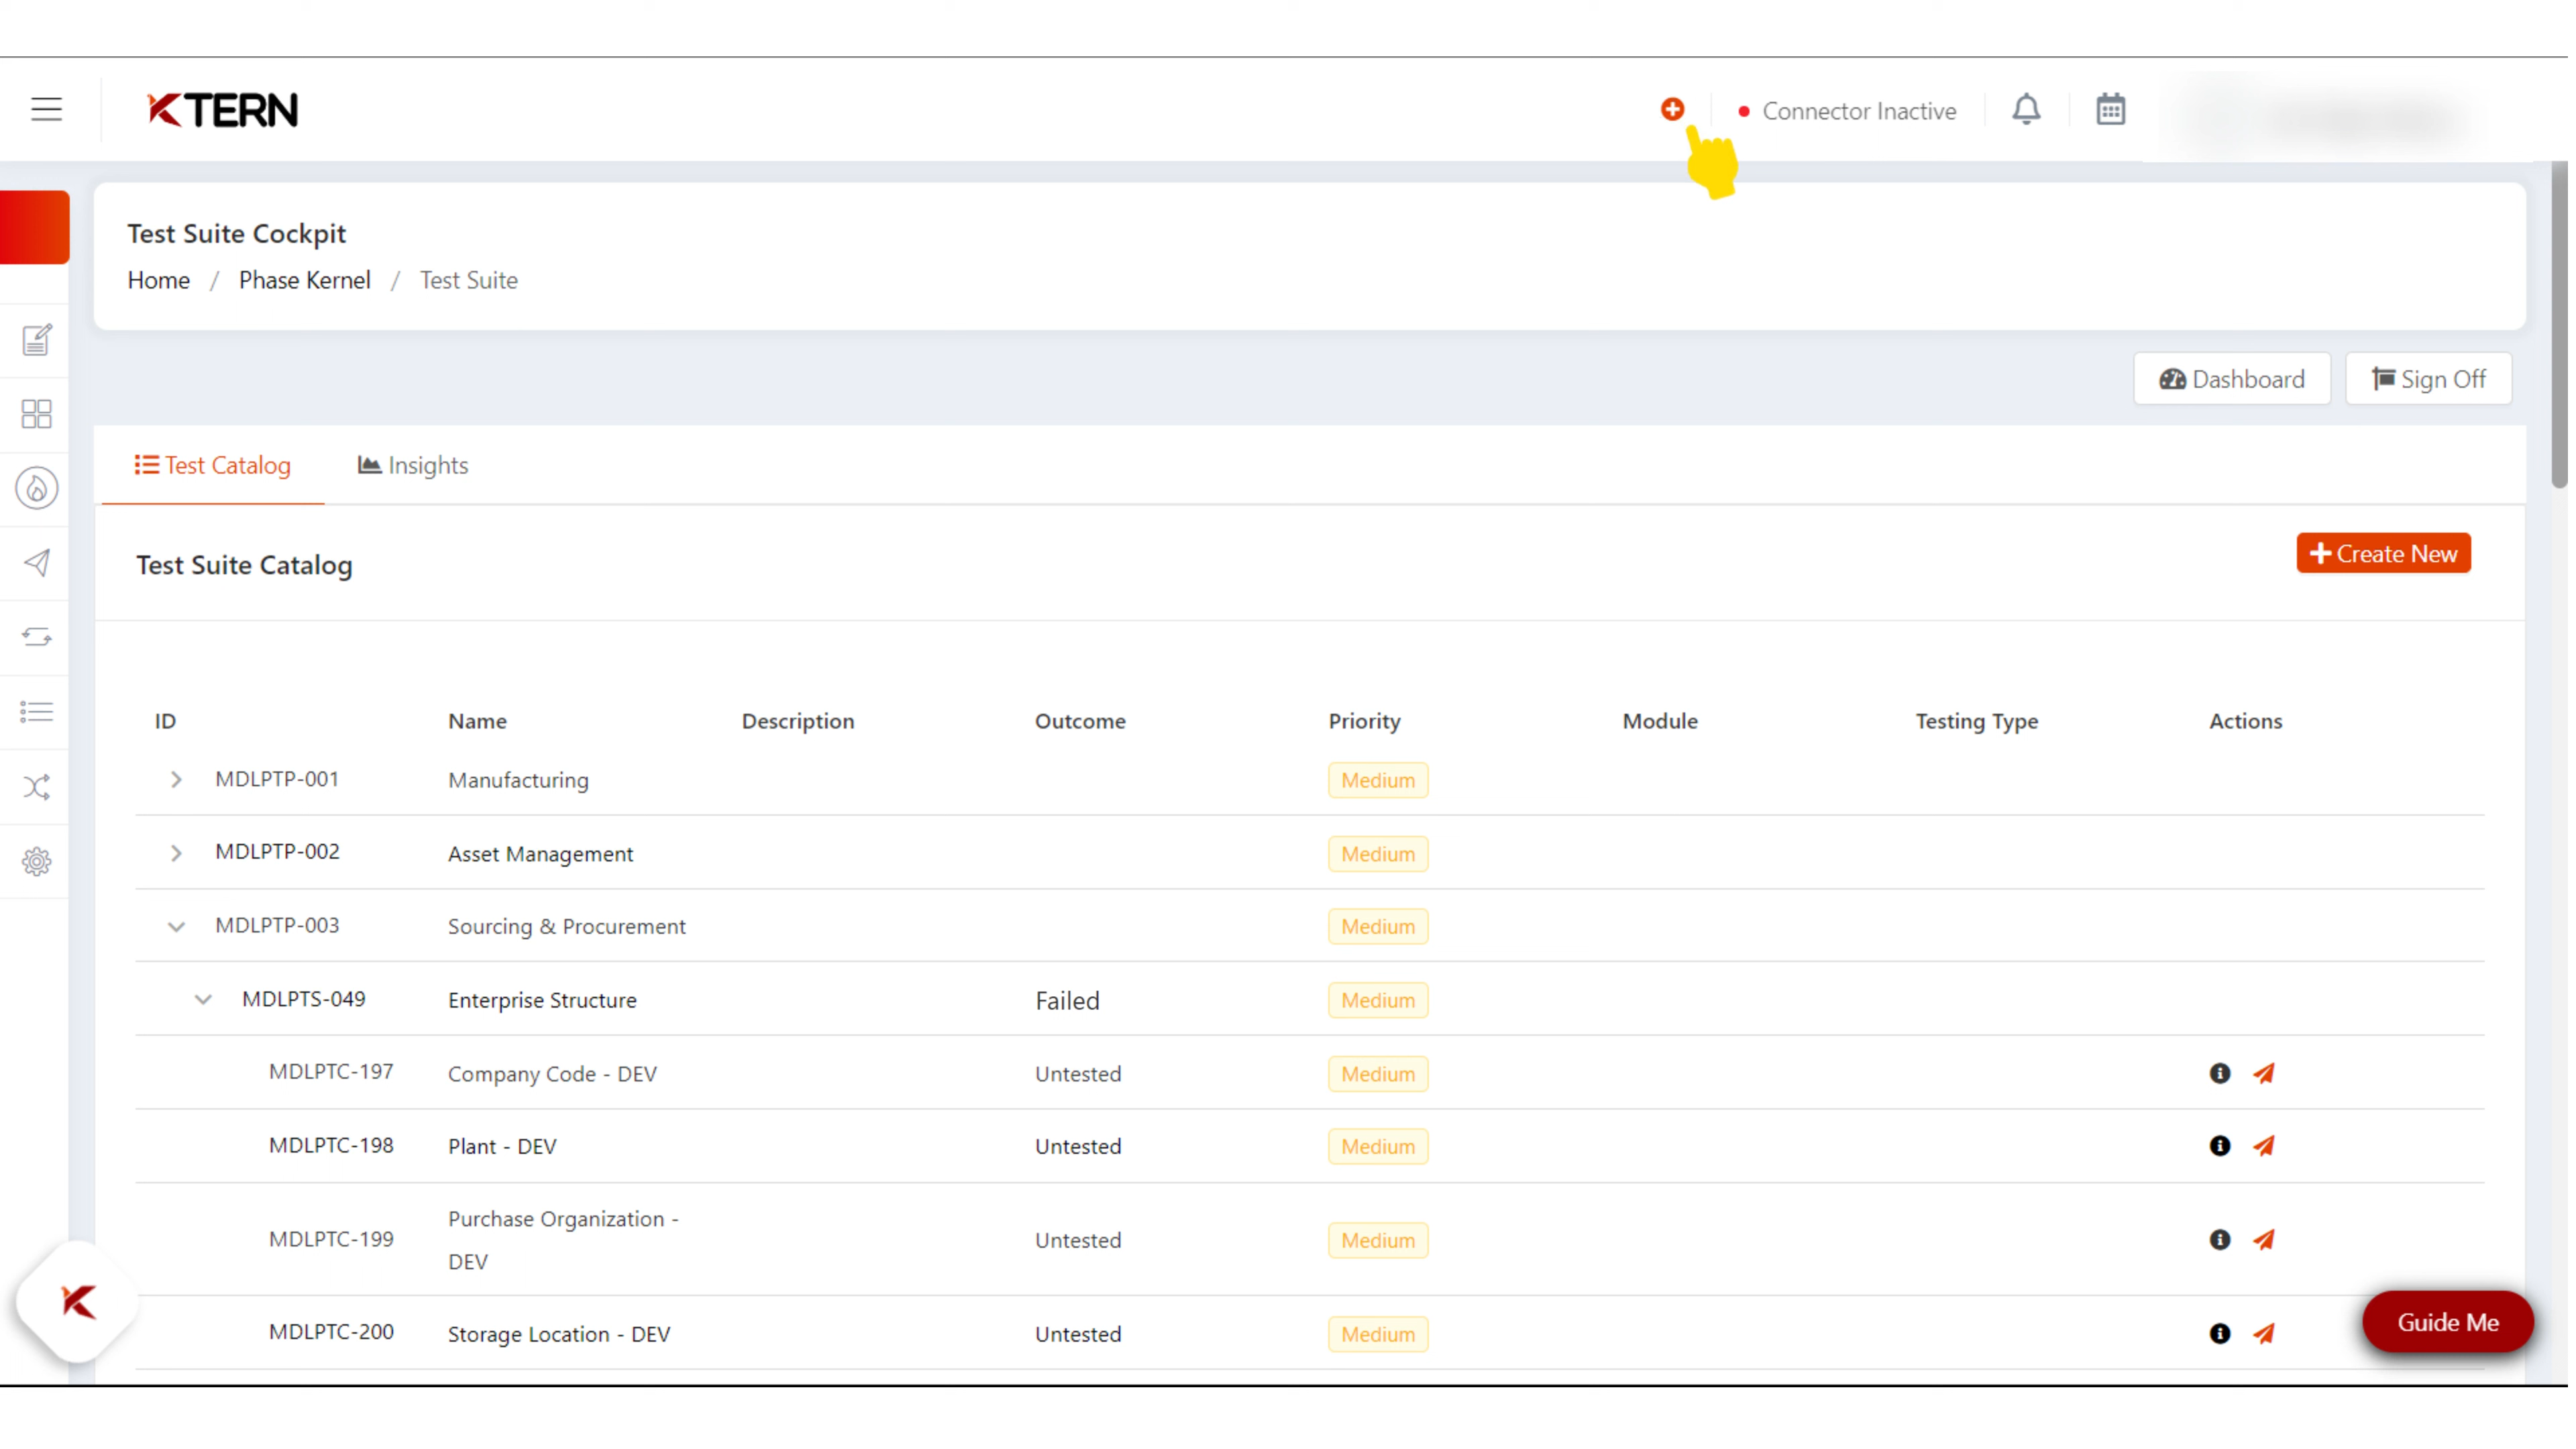 KTERN
Connector Inactive
Test Suite Cockpit
Home / Phase Kernel / Test Suite
Dashboard
Sign Off
Test Catalog
Insights
Test Suite Catalog
Create New
ID Name Description Outcome Priority Module Testing Type Actions
MDLPTP-001 Manufacturing Medium
MDLPTP-002 Asset Management Medium
MDLPTP-003 Sourcing & Procurement Medium
MDLPTS-049 Enterprise Structure Failed Medium
MDLPTC-197 Company Code - DEV Untested Medium
MDLPTC-198 Plant - DEV Untested Medium
MDLPTC-199 Purchase Organization - Untested Medium
DEV
MDLPTC-200 Storage Location - DEV Untested Medium
Guide Me